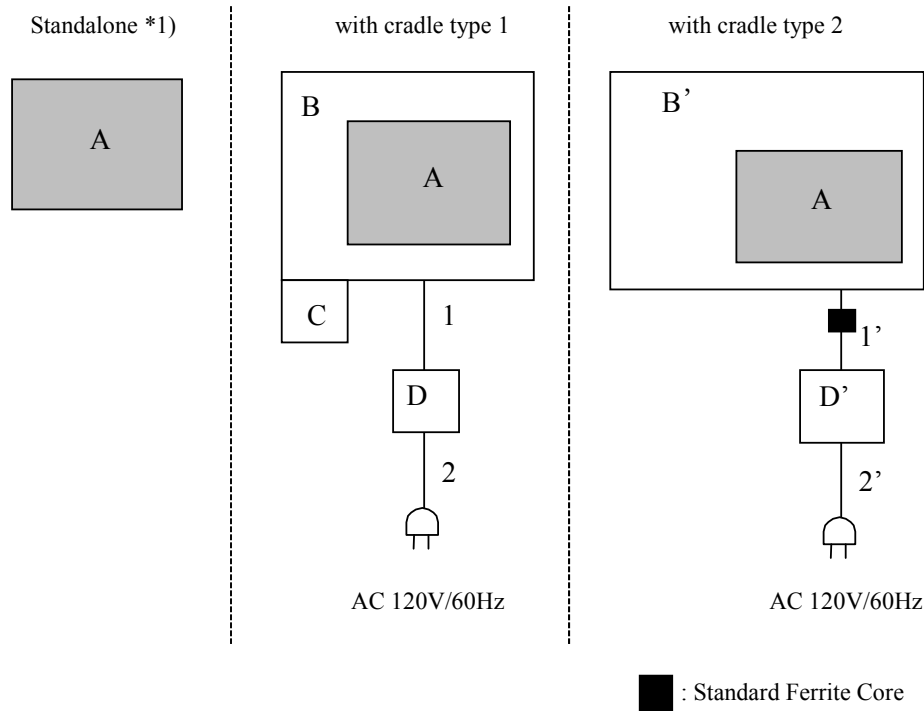 Standalone *1)
A
with cradle type 1
B
A
C
1
D
2
AC 120V/60Hz
with cradle type 2
B’
A
1’
D’
2’
AC 120V/60Hz
: Standard Ferrite Core